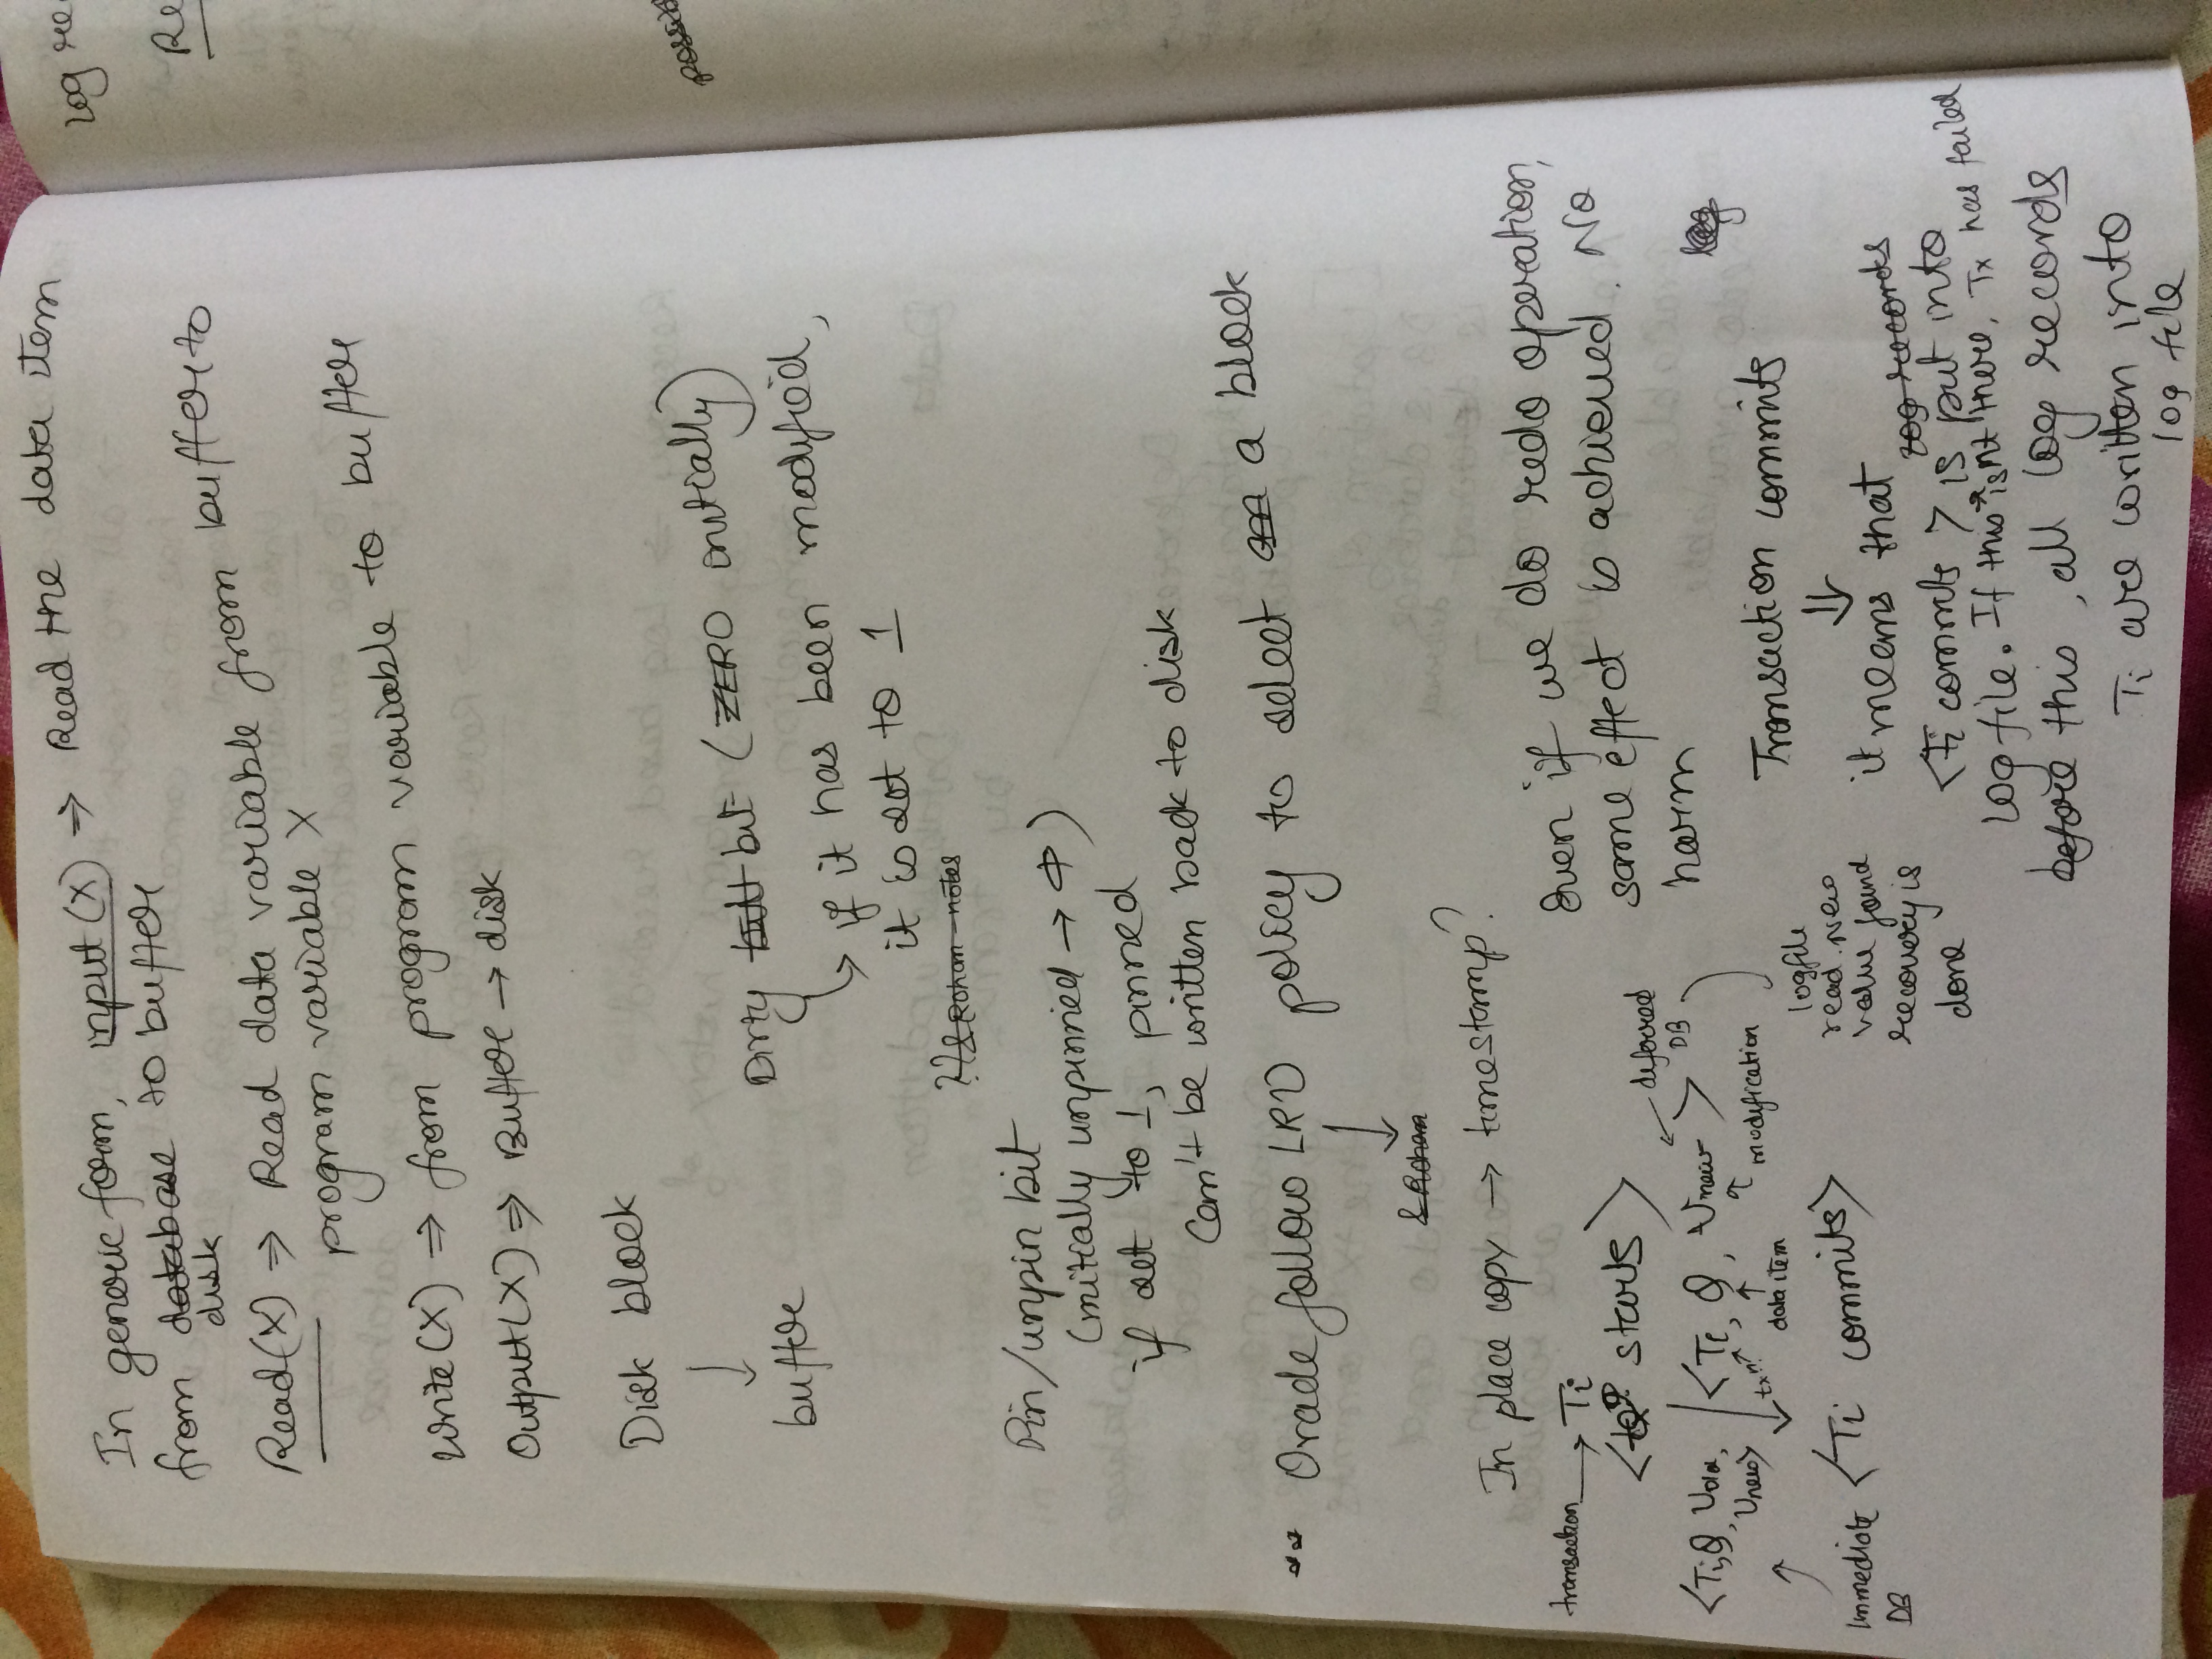 In generic form, input(X) ⇒ Read the data item
from database to buffer
disk
Read(X) ⇒ Read data variable from buffer to
program variable X
Write(X) ⇒ from program variable to buffer
Output(X) ⇒ Buffer → disk
Disk block
↓
buffer
Dirty bit (ZERO initially)
↳ if it has been modified,
it is set to 1
??& Roham notes
Pin/unpin bit
(initially unpinned → 0)
if set to 1, pinned
Can't be written back to disk
** Oracle follow LRU policy to select a block
↓
& Roham
In place copy → timestamp?
transaction → Ti
< starts >
deferred
DB
<Ti, Q, Vold,
Vnew>
<Ti, Q, Vnew>
txn
data item
modification
Immediate
DB
<Ti commits>
logfile
read. New
value found
recovery is
done
Even if we do redo operation,
same effect is achieved. No
harm
log
Transaction commits
⇓
it means that
log records
<Ti commits > is put into
log file. If this isn't there, Tx has failed
before this, all log records
Ti are written into
log file
log re
Re
possib